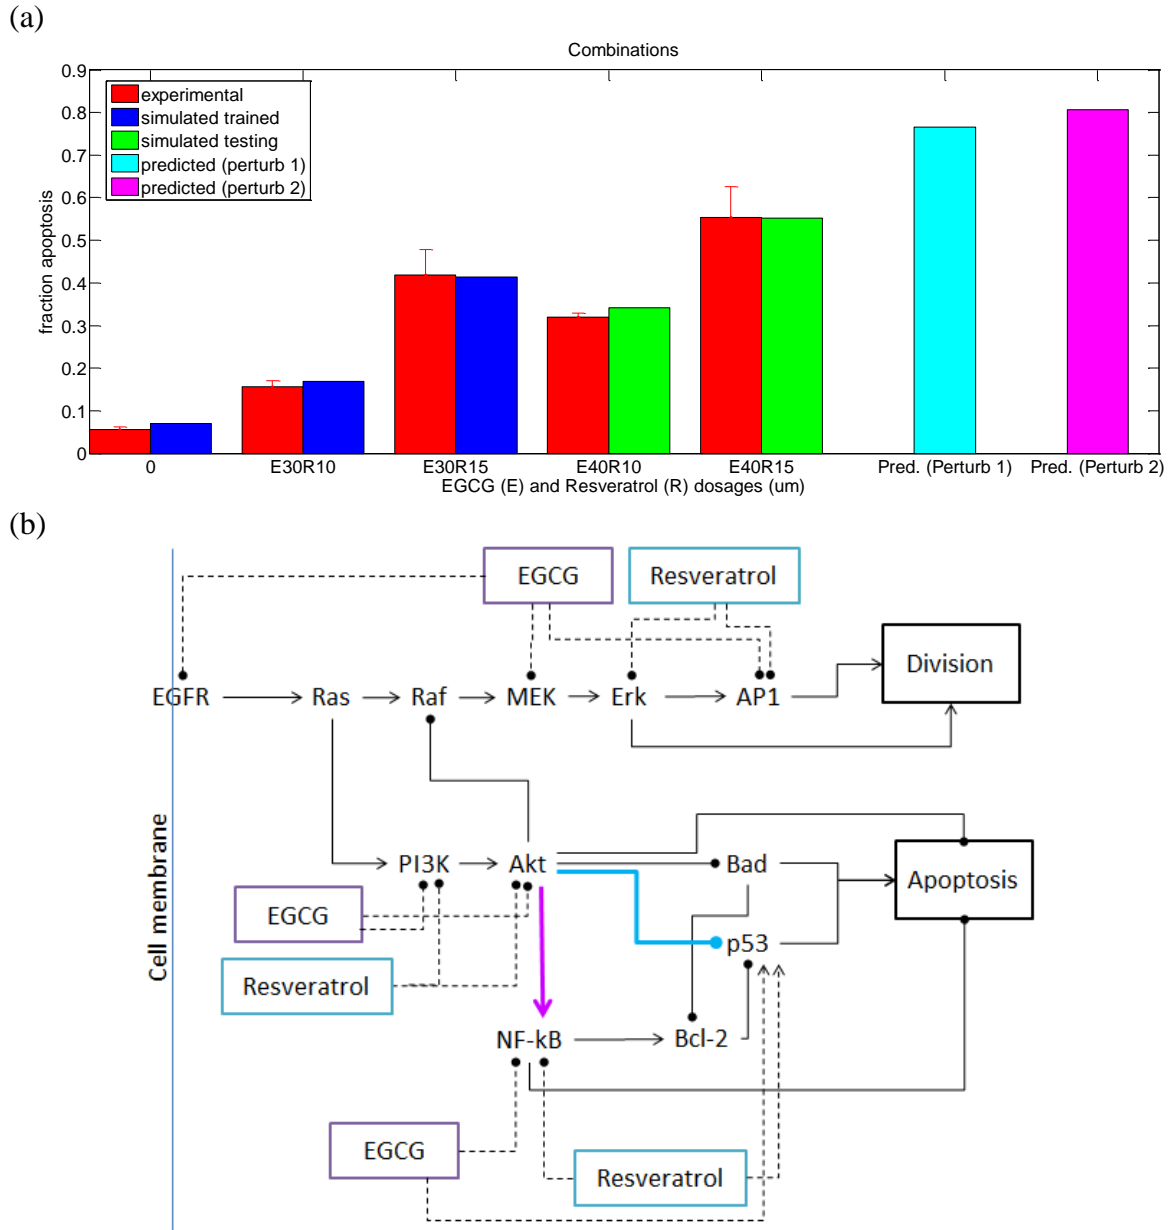 (a)
Combinations
0.9
0.8
0.7
0.6
0.5
0.4
0.3
0.2
0.1
0
fraction apoptosis
experimental
simulated trained
simulated testing
predicted (perturb 1)
predicted (perturb 2)
0 E30R10 E30R15 E40R10 E40R15 Pred. (Perturb 1) Pred. (Perturb 2)
EGCG (E) and Resveratrol (R) dosages (um)
(b)
EGCG Resveratrol
Division
EGFR Ras Raf MEK Erk AP1
Cell membrane
PI3K Akt Bad Apoptosis
EGCG
p53
Resveratrol
NF-kB Bcl-2
EGCG
Resveratrol